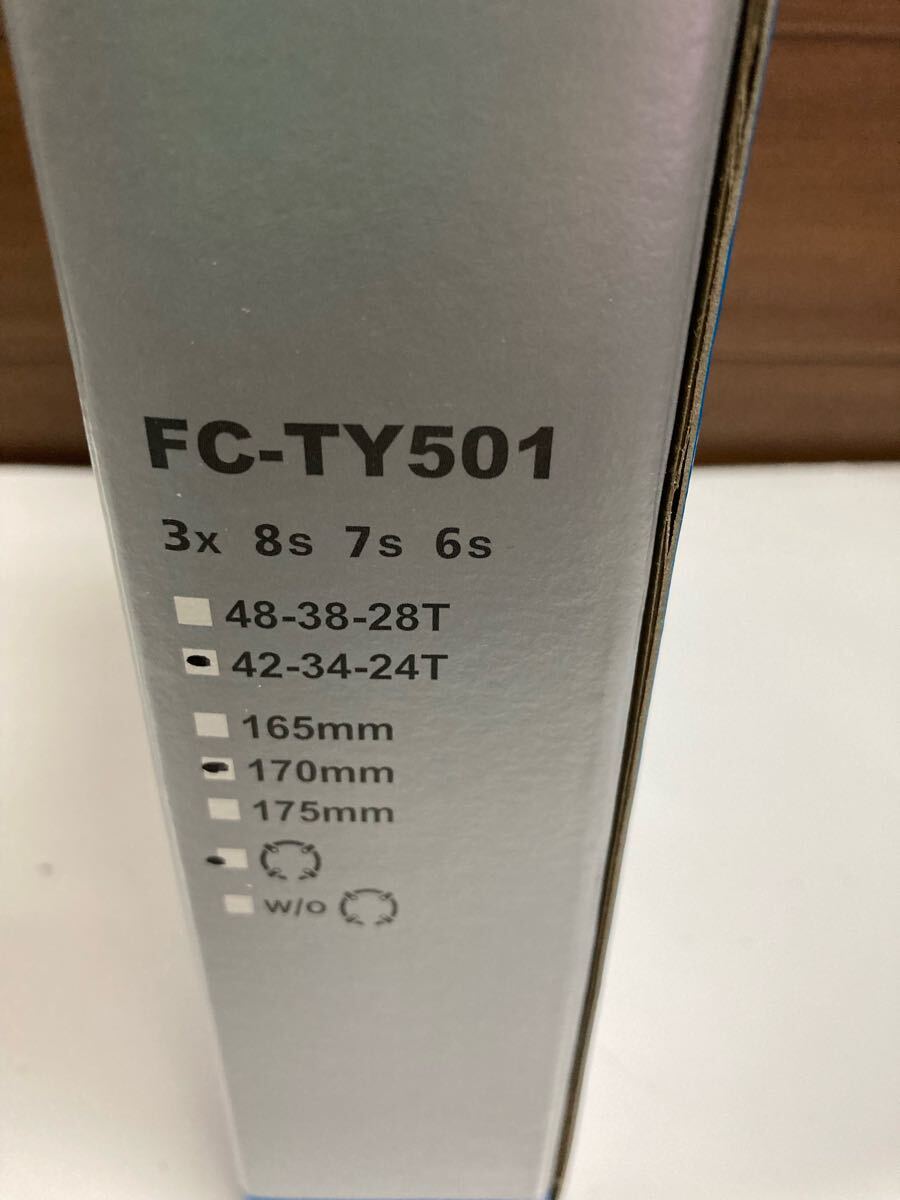 FC-TY501
3x 8s 7s 6s
48-38-28T
42-34-24T
165mm
170mm
175mm
w/o